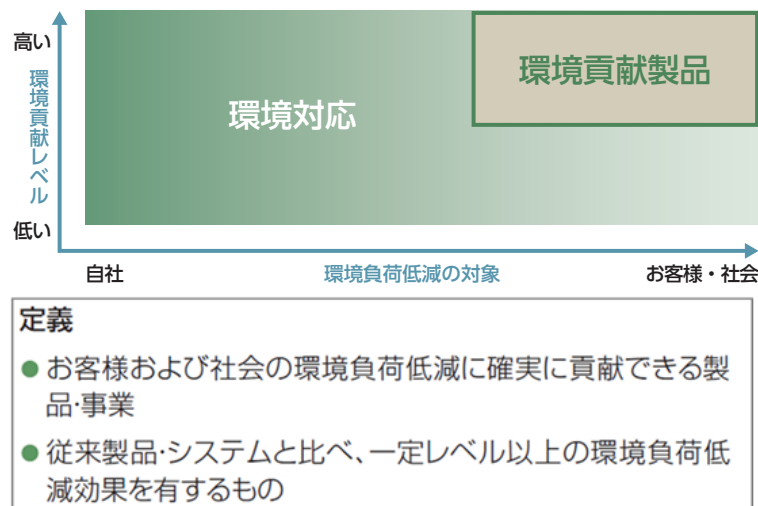 高い
環境貢献レベル
低い
環境対応
環境貢献製品
自社
環境負荷低減の対象
お客様・社会
定義
●お客様および社会の環境負荷低減に確実に貢献できる製
品・事業
●従来製品・システムと比べ、一定レベル以上の環境負荷低
減効果を有するもの